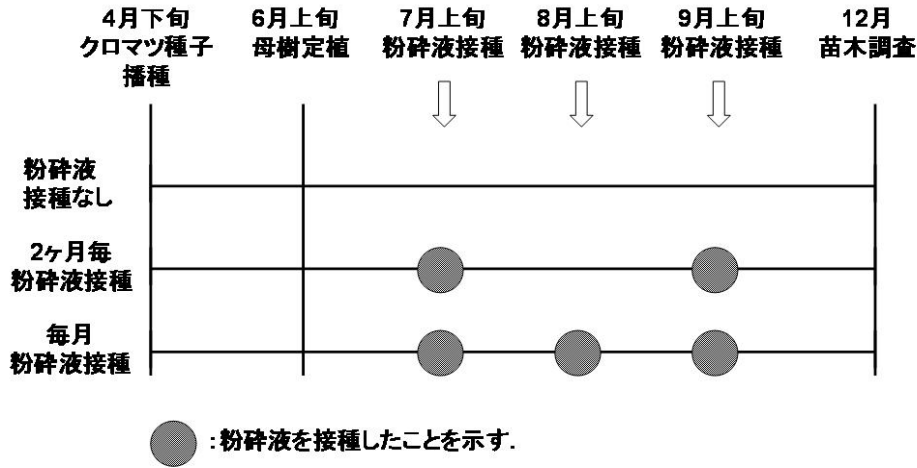 4月下旬
クロマツ種子
播種
6月上旬
母樹定植
7月上旬
粉砕液接種
8月上旬
粉砕液接種
9月上旬
粉砕液接種
12月
苗木調査
粉砕液
接種なし
2ヶ月毎
粉砕液接種
毎月
粉砕液接種
:粉砕液を接種したことを示す.